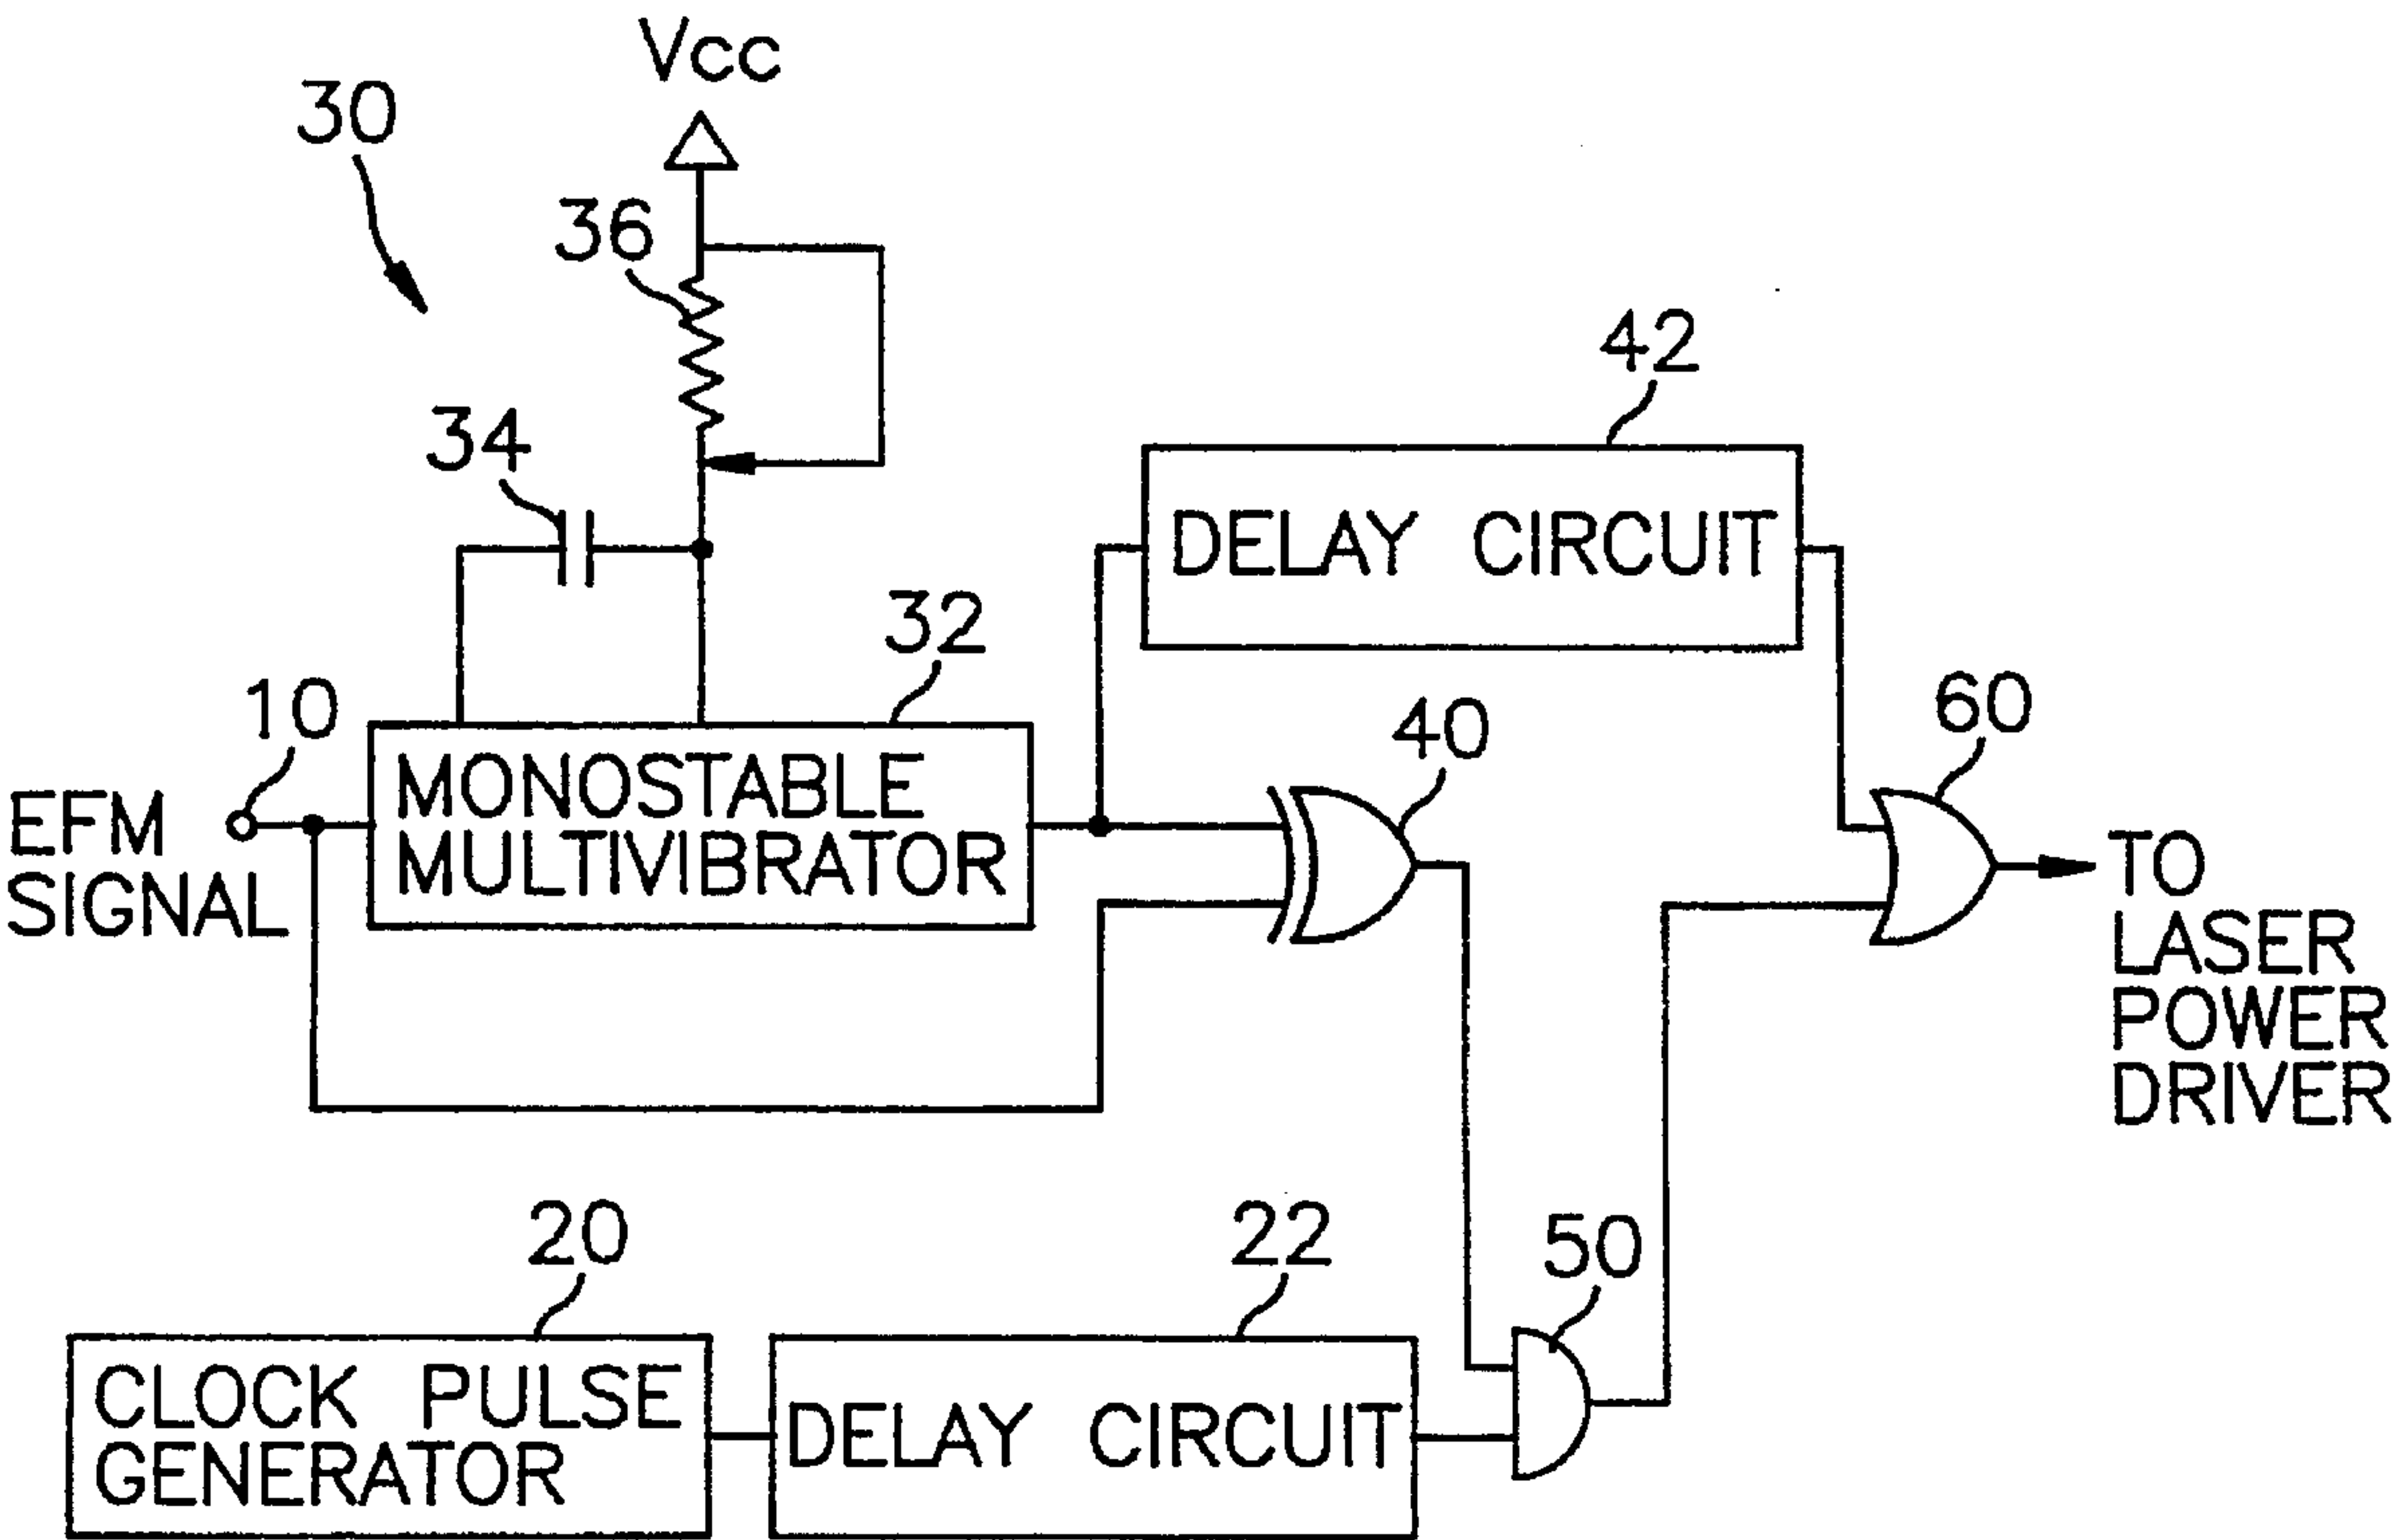 Vcc
30
36
42
34
32
10
40
60
DELAY CIRCUIT
EFM
SIGNAL
MONOSTABLE
MULTIVIBRATOR
TO
LASER
POWER
DRIVER
20
22
50
CLOCK PULSE
GENERATOR
DELAY CIRCUIT